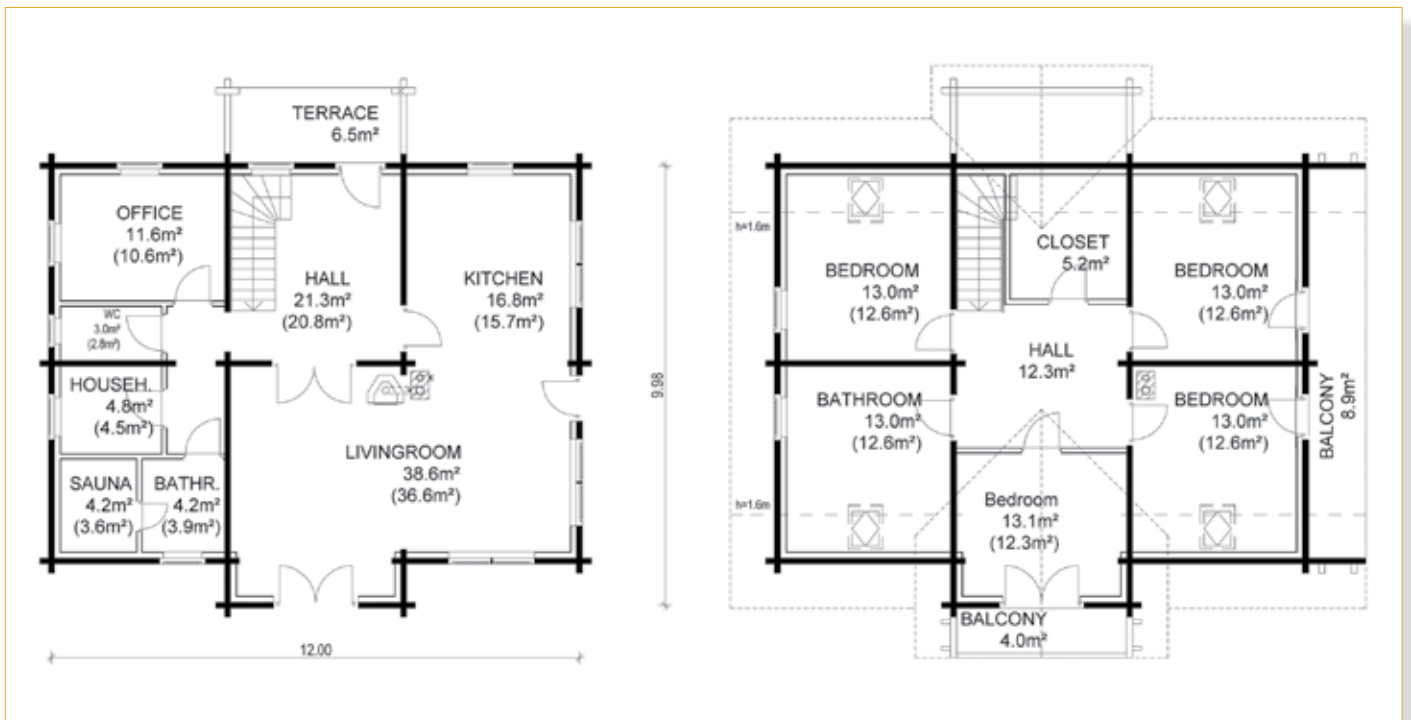 TERRACE
6.5m²
OFFICE
11.6m²
(10.6m²)
HALL
21.3m²
(20.8m²)
KITCHEN
16.8m²
(15.7m²)
WC
3.0m²
(2.8m²)
HOUSEH.
4.8m²
(4.5m²)
LIVINGROOM
38.6m²
(36.6m²)
SAUNA
4.2m²
(3.6m²)
BATHR.
4.2m²
(3.9m²)
12.00
9.98
h=1.6m
BEDROOM
13.0m²
(12.6m²)
CLOSET
5.2m²
BEDROOM
13.0m²
(12.6m²)
HALL
12.3m²
BATHROOM
13.0m²
(12.6m²)
BEDROOM
13.0m²
(12.6m²)
BALCONY
8.9m²
h=1.6m
Bedroom
13.1m²
(12.3m²)
BALCONY
4.0m²